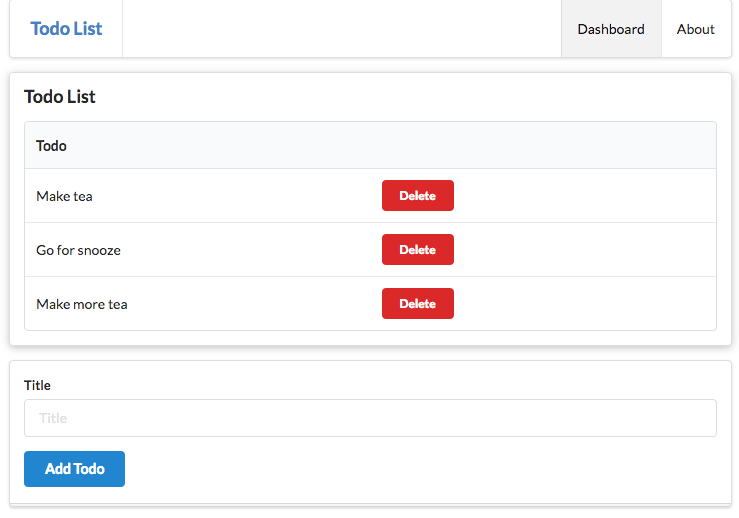 Todo List Dashboard About
Todo List
Todo
Make tea Delete
Go for snooze Delete
Make more tea Delete
Title
Title
Add Todo